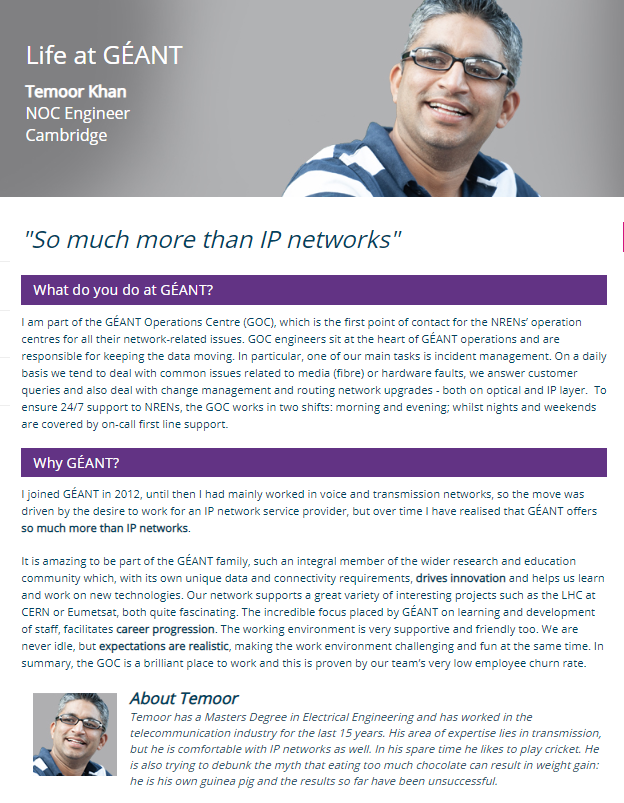 Life at GÉANT
Temoor Khan
NOC Engineer
Cambridge
"So much more than IP networks"
What do you do at GÉANT?
I am part of the GÉANT Operations Centre (GOC), which is the first point of contact for the NRENs’ operation
centres for all their network-related issues. GOC engineers sit at the heart of GÉANT operations and are
responsible for keeping the data moving. In particular, one of our main tasks is incident management. On a daily
basis we tend to deal with common issues related to media (fibre) or hardware faults, we answer customer
queries and also deal with change management and routing network upgrades - both on optical and IP layer. To
ensure 24/7 support to NRENs, the GOC works in two shifts: morning and evening; whilst nights and weekends
are covered by on-call first line support.
Why GÉANT?
I joined GÉANT in 2012, until then I had mainly worked in voice and transmission networks, so the move was
driven by the desire to work for an IP network service provider, but over time I have realised that GÉANT offers
so much more than IP networks.
It is amazing to be part of the GÉANT family, such an integral member of the wider research and education
community which, with its own unique data and connectivity requirements, drives innovation and helps us learn
and work on new technologies. Our network supports a great variety of interesting projects such as the LHC at
CERN or Eumetsat, both quite fascinating. The incredible focus placed by GÉANT on learning and development
of staff, facilitates career progression. The working environment is very supportive and friendly too. We are
never idle, but expectations are realistic, making the work environment challenging and fun at the same time. In
summary, the GOC is a brilliant place to work and this is proven by our team’s very low employee churn rate.
About Temoor
Temoor has a Masters Degree in Electrical Engineering and has worked in the
telecommunication industry for the last 15 years. His area of expertise lies in transmission,
but he is comfortable with IP networks as well. In his spare time he likes to play cricket. He
is also trying to debunk the myth that eating too much chocolate can result in weight gain:
he is his own guinea pig and the results so far have been unsuccessful.